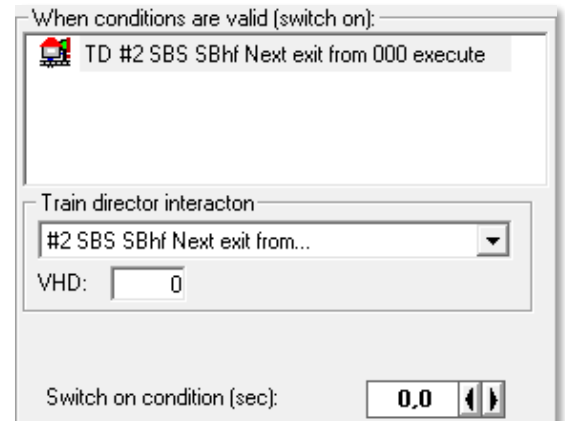 When conditions are valid (switch on):
TD #2 SBS SBhf Next exit from 000 execute
Train director interacton
#2 SBS SBhf Next exit from...
VHD: 0
Switch on condition (sec): 0,0